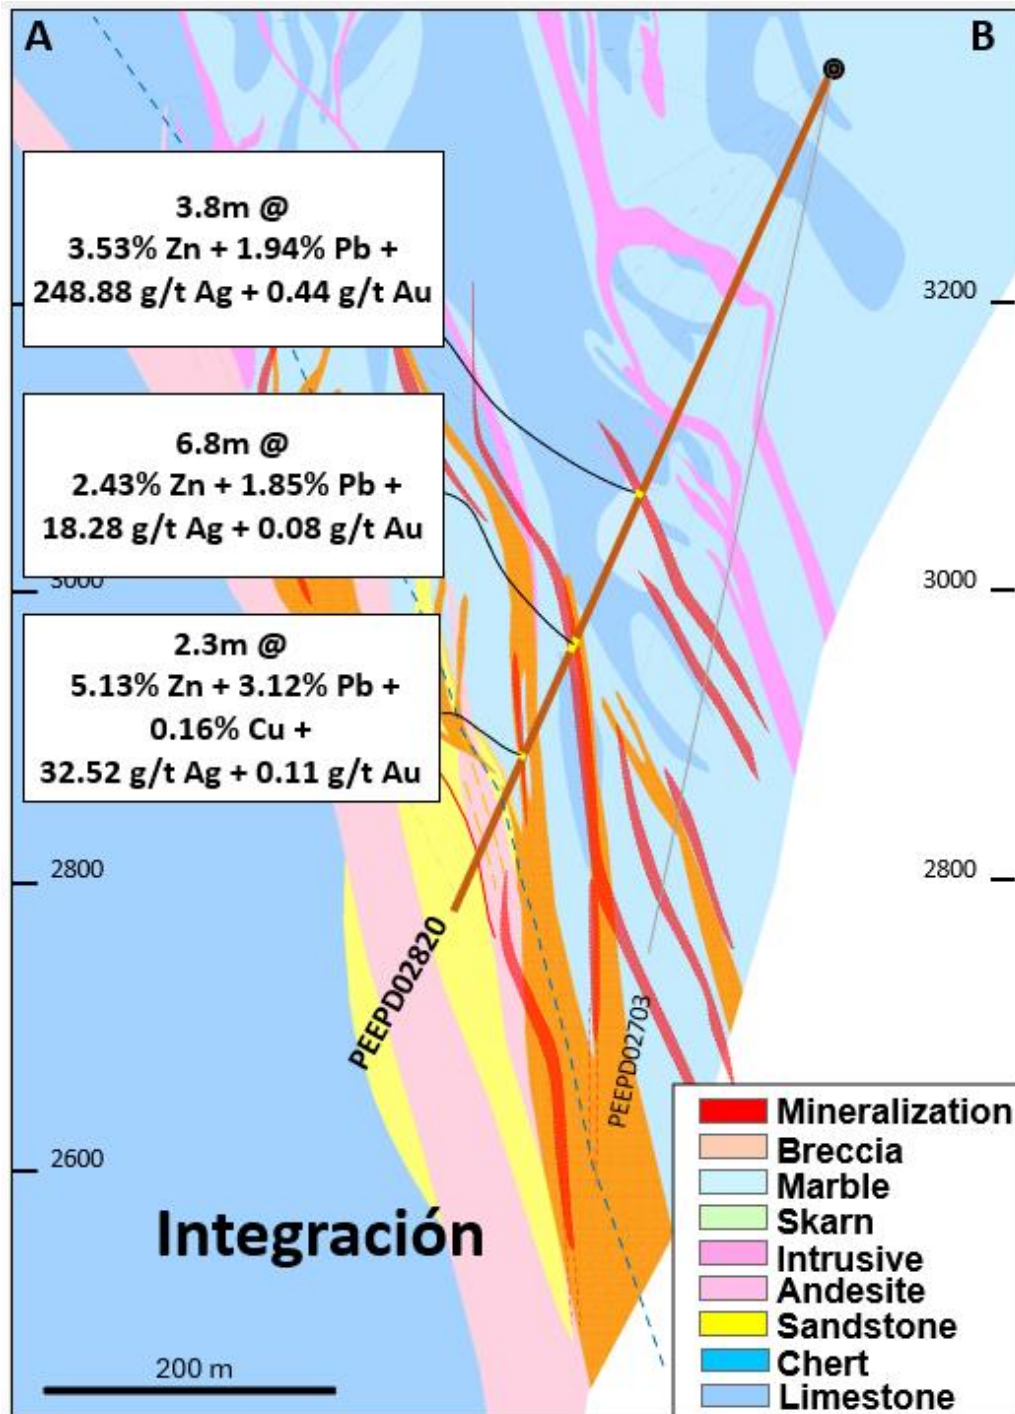 A
B
3.8m @
3.53% Zn + 1.94% Pb +
248.88 g/t Ag + 0.44 g/t Au
3200
6.8m @
2.43% Zn + 1.85% Pb +
18.28 g/t Ag + 0.08 g/t Au
3000
3000
2.3m @
5.13% Zn + 3.12% Pb +
0.16% Cu +
32.52 g/t Ag + 0.11 g/t Au
2800
2800
PEEPD02820
PEEPD02703
2600
Integración
200 m
Mineralization
Breccia
Marble
Skarn
Intrusive
Andesite
Sandstone
Chert
Limestone